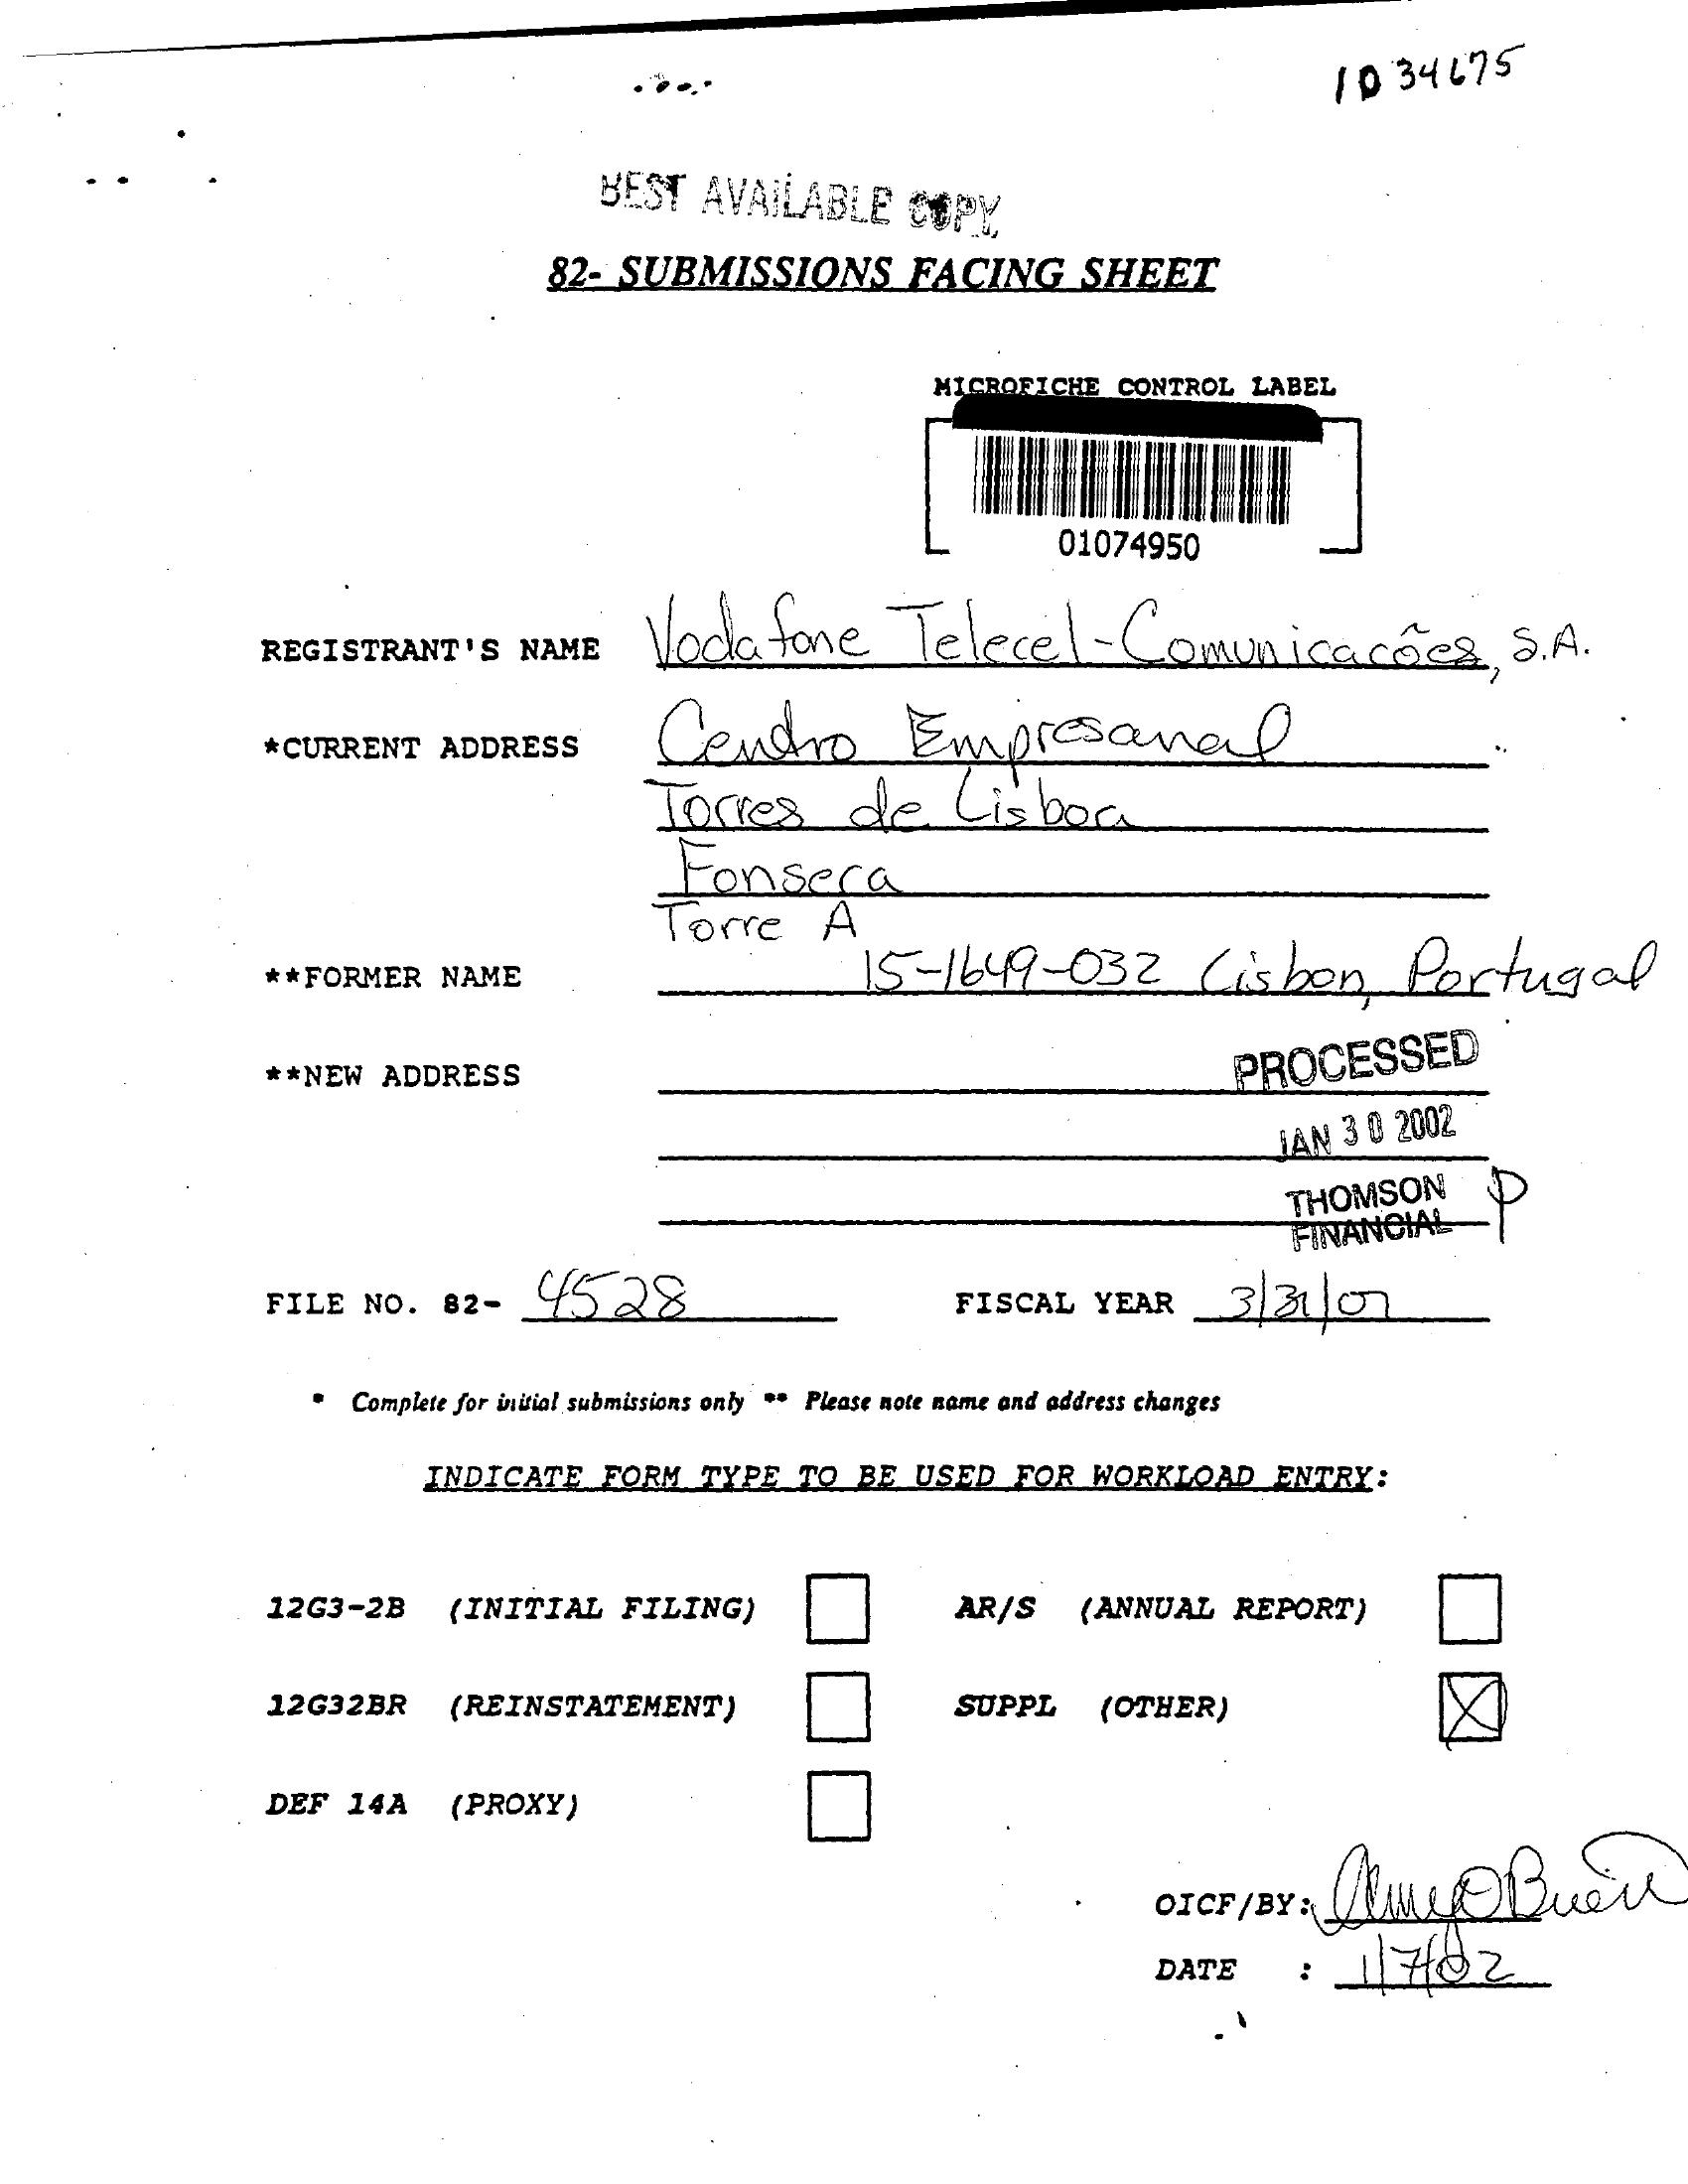 1034675
BEST AVAILABLE COPY
82- SUBMISSIONS FACING SHEET
MICROFICHE CONTROL LABEL
01074950
REGISTRANT'S NAME Vodafone Telecel-Comunicacões, S.A.
*CURRENT ADDRESS Centro Empresarial
Torres de Lisboa
Fonseca
Torre A
**FORMER NAME 15-1649-032 Lisbon, Portugal
**NEW ADDRESS PROCESSED
JAN 30 2002
THOMSON P
FINANCIAL
FILE NO. 82- 4528 FISCAL YEAR 3/31/01
* Complete for initial submissions only ** Please note name and address changes
INDICATE FORM TYPE TO BE USED FOR WORKLOAD ENTRY:
12G3-2B (INITIAL FILING) AR/S (ANNUAL REPORT)
12G32BR (REINSTATEMENT) SUPPL (OTHER) X
DEF 14A (PROXY)
OICF/BY:
DATE : 1/7/02